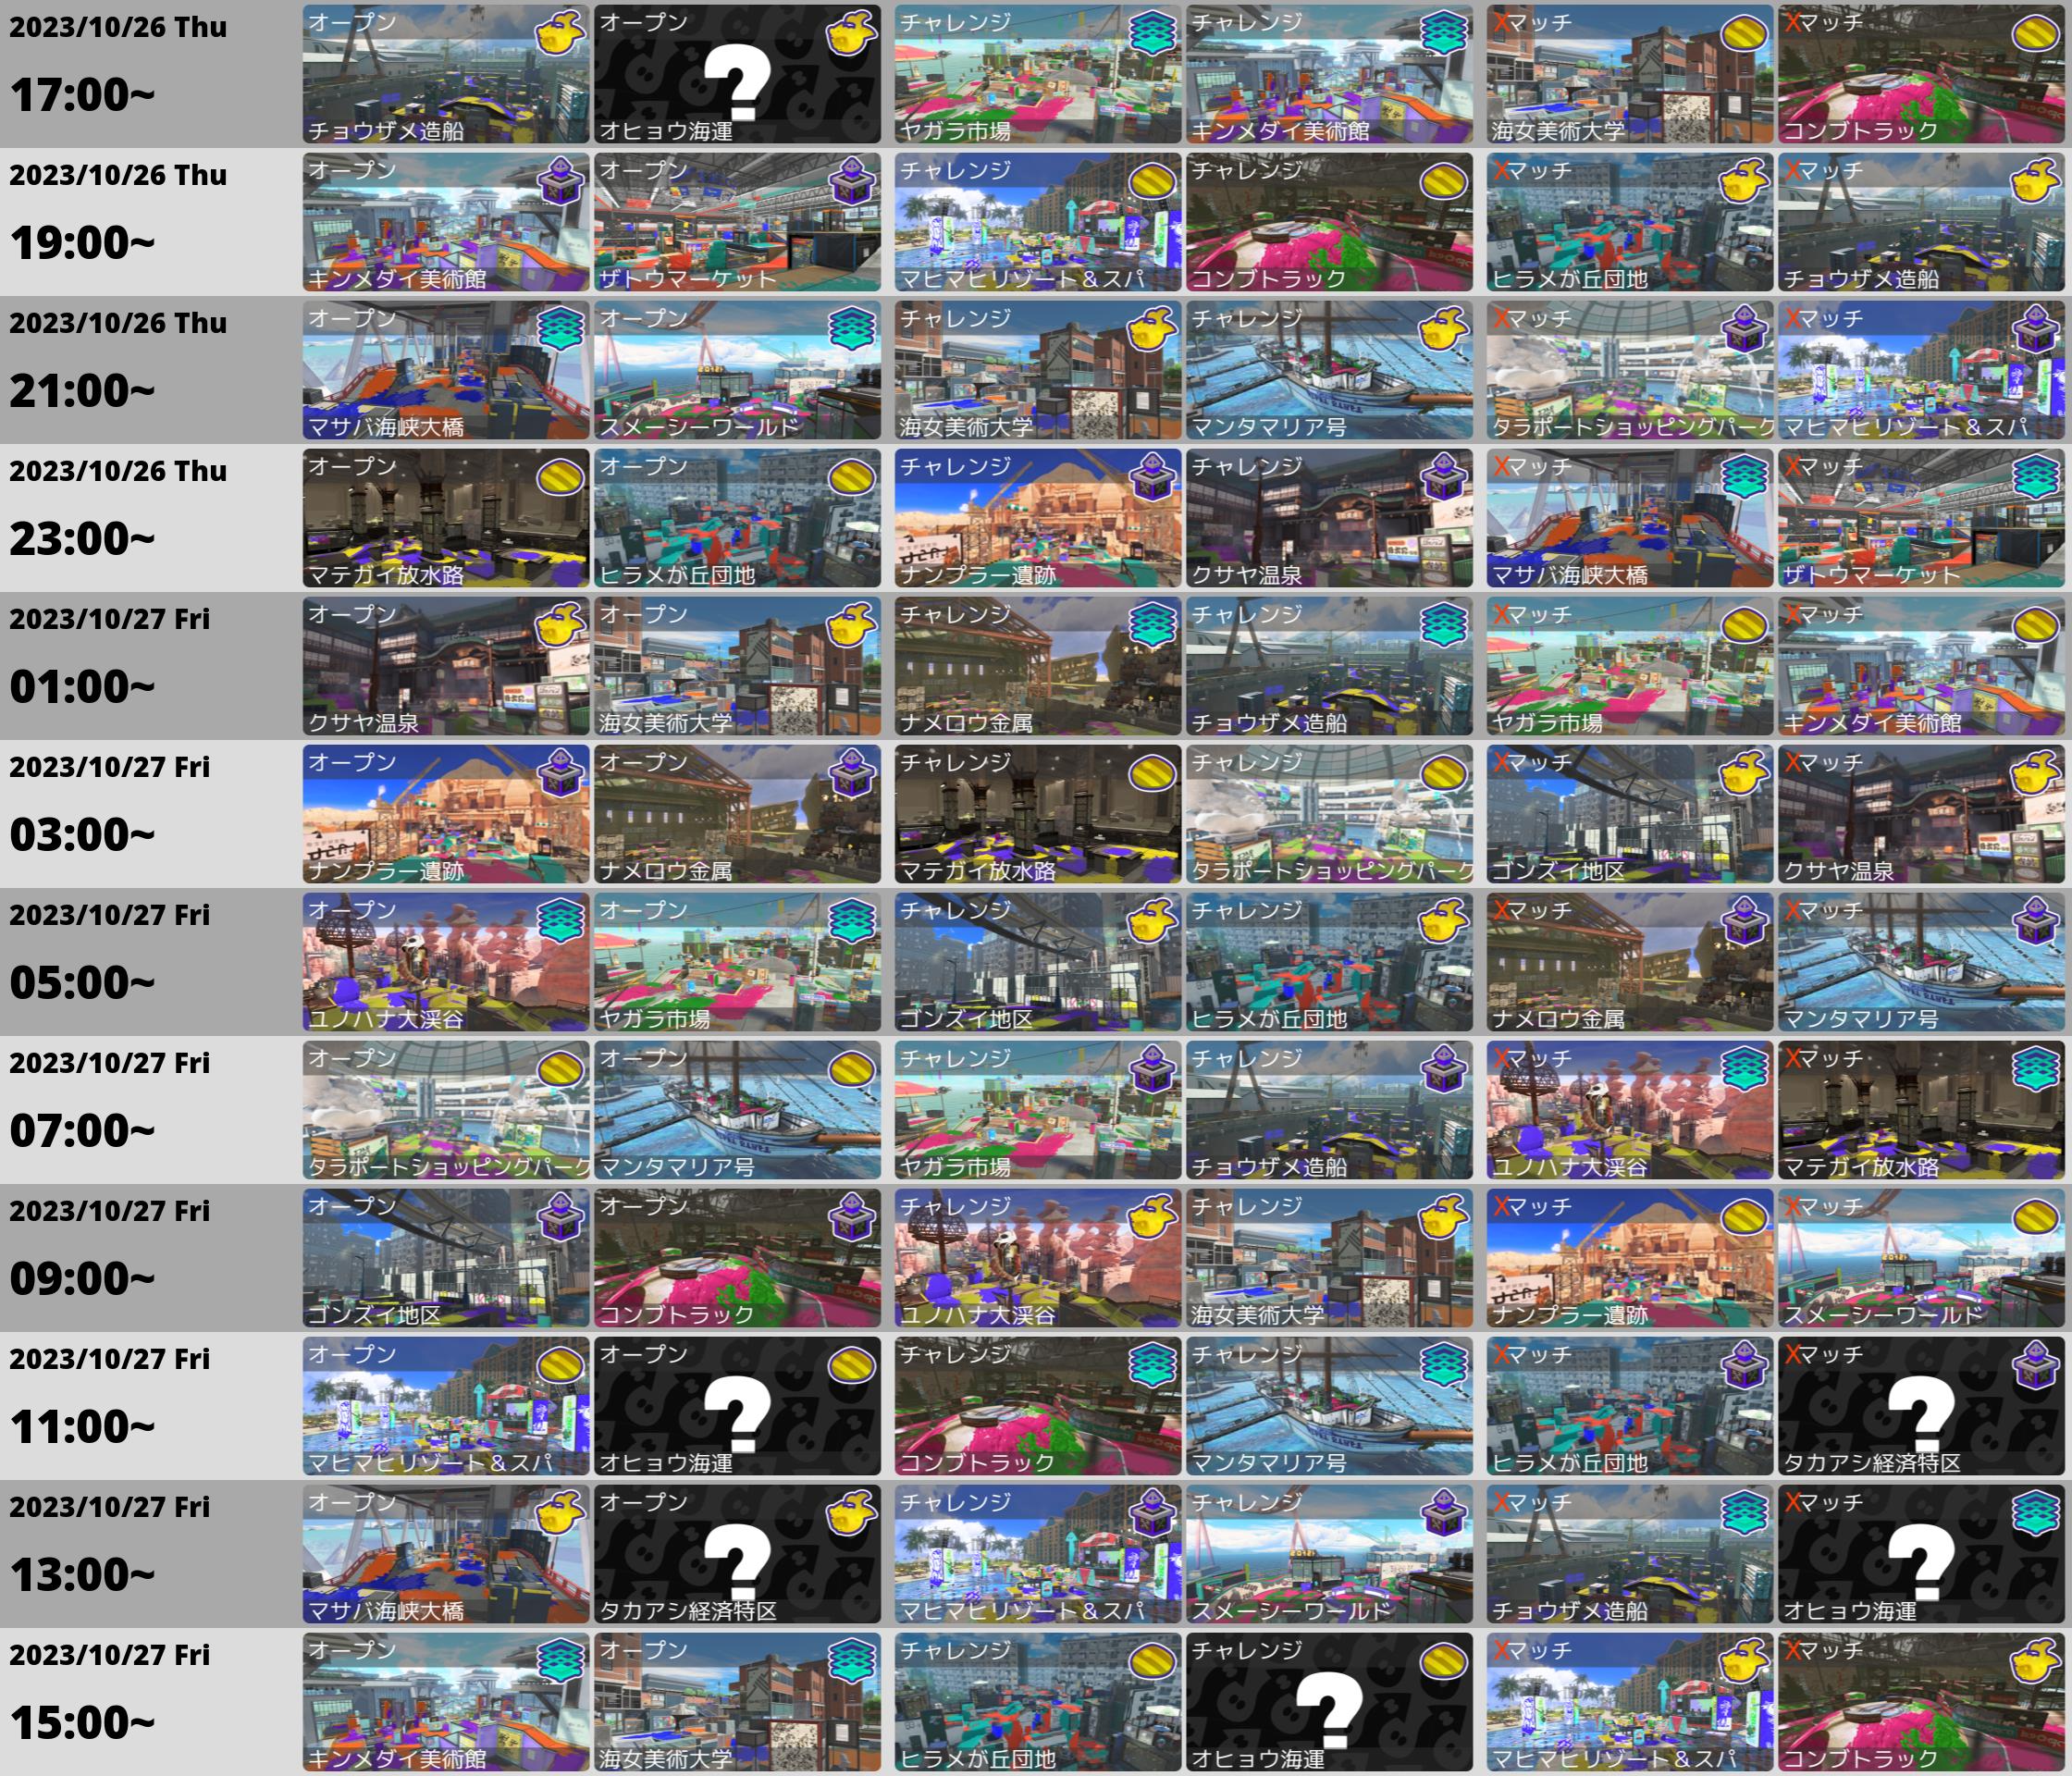 2023/10/26 Thu
17:00~
オープン
チョウザメ造船
オープン
オヒョウ海運
チャレンジ
ヤガラ市場
チャレンジ
キンメダイ美術館
Xマッチ
海女美術大学
Xマッチ
コンブトラック
2023/10/26 Thu
19:00~
オープン
キンメダイ美術館
オープン
ザトウマーケット
チャレンジ
マヒマヒリゾート＆スパ
チャレンジ
コンブトラック
Xマッチ
ヒラメが丘団地
Xマッチ
チョウザメ造船
2023/10/26 Thu
21:00~
オープン
マサバ海峡大橋
オープン
スメーシーワールド
チャレンジ
海女美術大学
チャレンジ
マンタマリア号
Xマッチ
タラポートショッピングパーク
Xマッチ
マヒマヒリゾート＆スパ
2023/10/26 Thu
23:00~
オープン
マテガイ放水路
オープン
ヒラメが丘団地
チャレンジ
ナンプラー遺跡
チャレンジ
クサヤ温泉
Xマッチ
マサバ海峡大橋
Xマッチ
ザトウマーケット
2023/10/27 Fri
01:00~
オープン
クサヤ温泉
オープン
海女美術大学
チャレンジ
ナメロウ金属
チャレンジ
チョウザメ造船
Xマッチ
ヤガラ市場
Xマッチ
キンメダイ美術館
2023/10/27 Fri
03:00~
オープン
ナンプラー遺跡
オープン
ナメロウ金属
チャレンジ
マテガイ放水路
チャレンジ
タラポートショッピングパーク
Xマッチ
ゴンズイ地区
Xマッチ
クサヤ温泉
2023/10/27 Fri
05:00~
オープン
ユノハナ大渓谷
オープン
ヤガラ市場
チャレンジ
ゴンズイ地区
チャレンジ
ヒラメが丘団地
Xマッチ
ナメロウ金属
Xマッチ
マンタマリア号
2023/10/27 Fri
07:00~
オープン
タラポートショッピングパーク
オープン
マンタマリア号
チャレンジ
ヤガラ市場
チャレンジ
チョウザメ造船
Xマッチ
ユノハナ大渓谷
Xマッチ
マテガイ放水路
2023/10/27 Fri
09:00~
オープン
ゴンズイ地区
オープン
コンブトラック
チャレンジ
ユノハナ大渓谷
チャレンジ
海女美術大学
Xマッチ
ナンプラー遺跡
Xマッチ
スメーシーワールド
2023/10/27 Fri
11:00~
オープン
マヒマヒリゾート＆スパ
オープン
オヒョウ海運
チャレンジ
コンブトラック
チャレンジ
マンタマリア号
Xマッチ
ヒラメが丘団地
Xマッチ
タカアシ経済特区
2023/10/27 Fri
13:00~
オープン
マサバ海峡大橋
オープン
タカアシ経済特区
チャレンジ
マヒマヒリゾート＆スパ
チャレンジ
スメーシーワールド
Xマッチ
チョウザメ造船
Xマッチ
オヒョウ海運
2023/10/27 Fri
15:00~
オープン
キンメダイ美術館
オープン
海女美術大学
チャレンジ
ヒラメが丘団地
チャレンジ
オヒョウ海運
Xマッチ
マヒマヒリゾート＆スパ
Xマッチ
コンブトラック